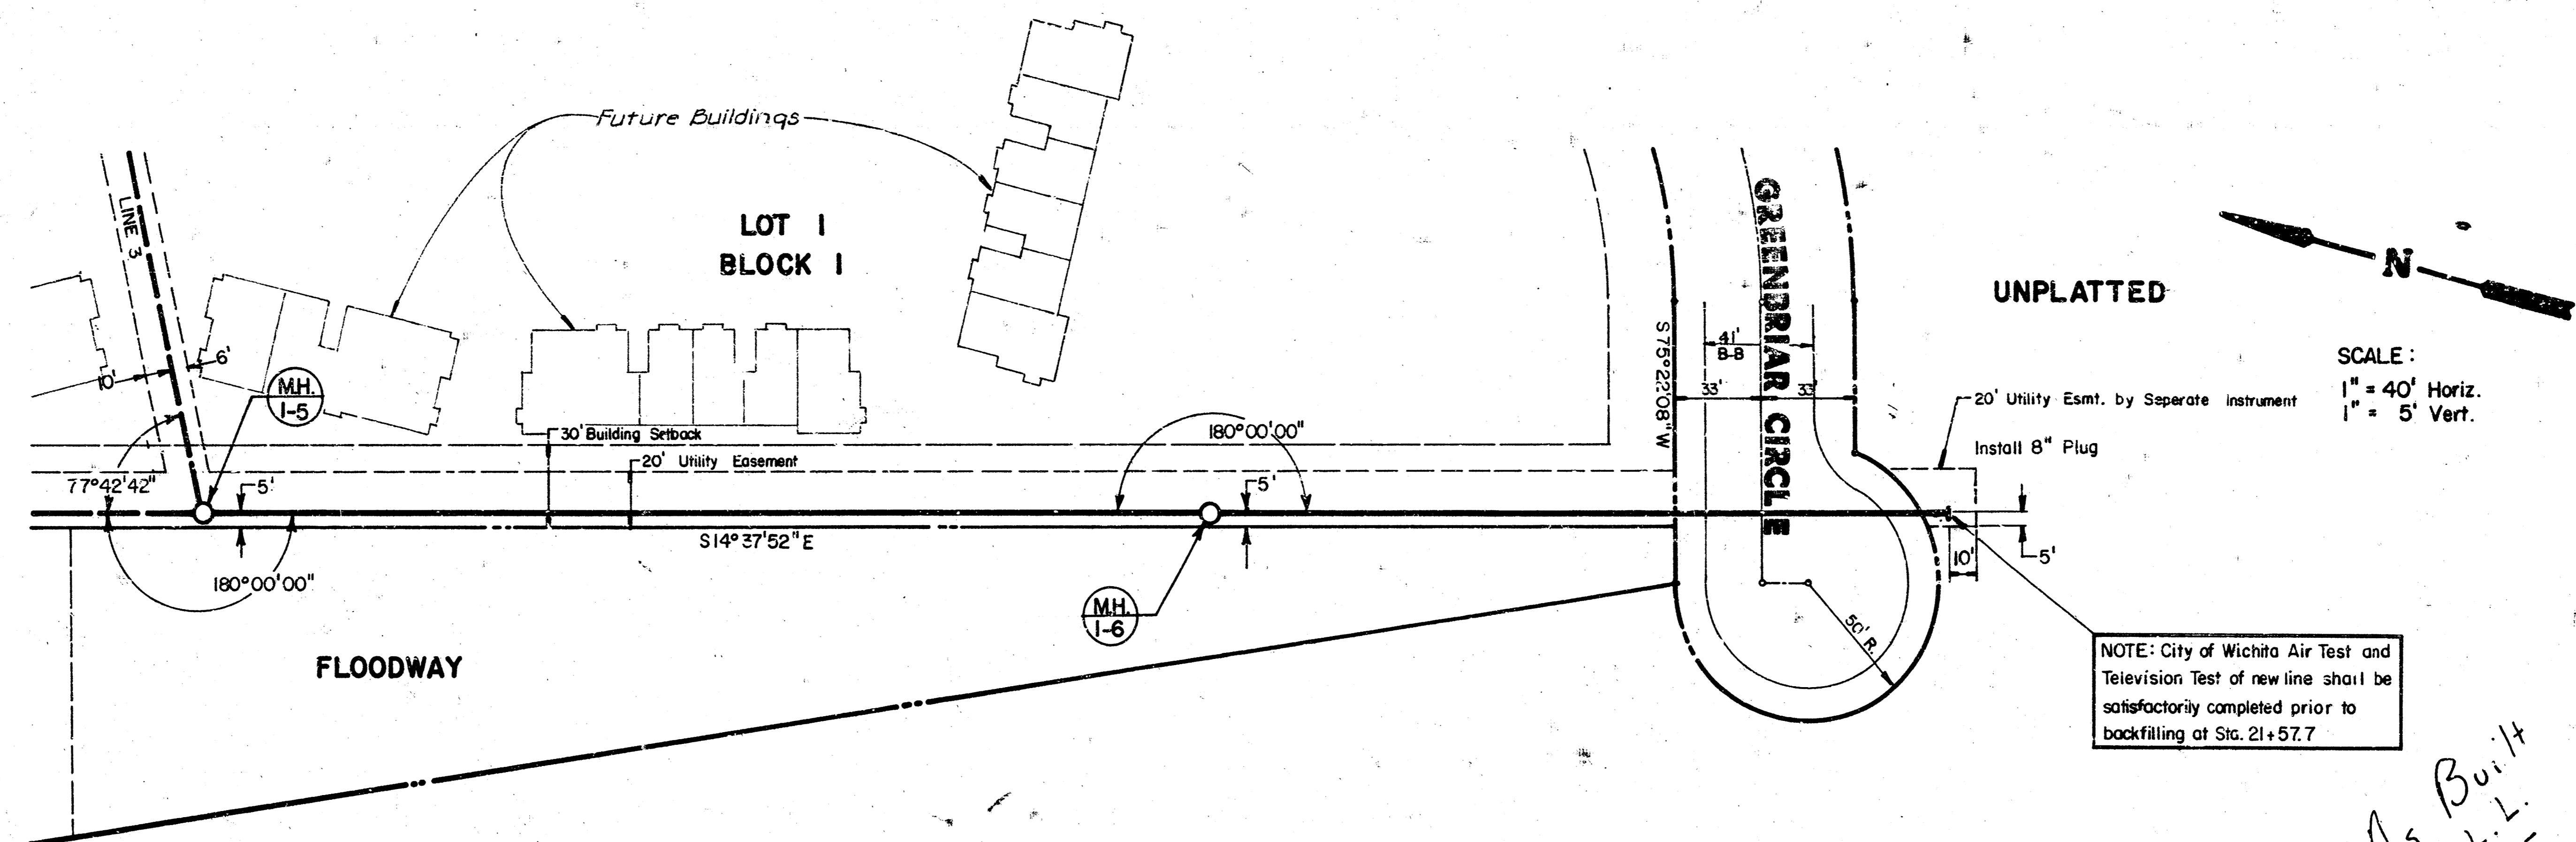 Future Buildings
LINE 3
LOT 1
BLOCK 1
GREENBRIAR CIRCLE
UNPLATTED
N
SCALE:
1" = 40' Horiz.
1" = 5' Vert.
6'
10'
M.H.
1-5
S 75°22'08" W
41'
B-B
33'
33'
20' Utility Esmt. by Seperate Instrument
Install 8" Plug
30' Building Setback
20' Utility Easement
180°00'00"
77°42'42"
5'
5'
S14°37'52"E
10'
5'
180°00'00"
M.H.
1-6
50' R.
FLOODWAY
NOTE: City of Wichita Air Test and
Television Test of new line shall be
satisfactorily completed prior to
backfilling at Sta. 21+57.7
As Built